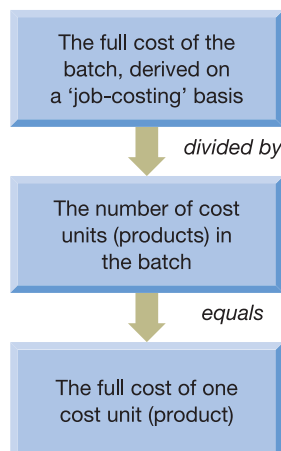 The full cost of the
batch, derived on
a ‘job-costing’ basis
divided by
The number of cost
units (products) in
the batch
equals
The full cost of one
cost unit (product)